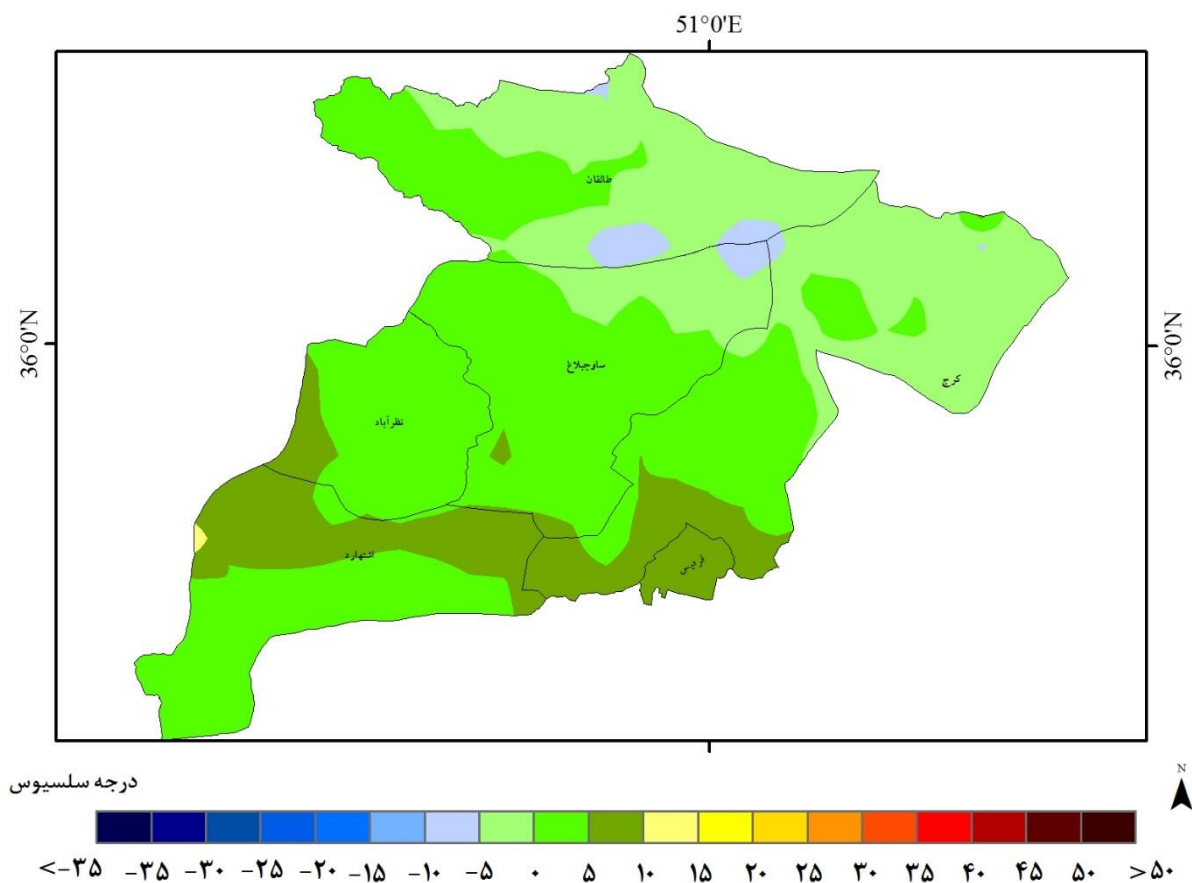 51°0'E
طالقان
36°0'N
36°0'N
ساوجبلاغ
کرج
نظرآباد
اشتهارد
فردیس
درجه سلسیوس
N
<-۳۵ -۳۵ -۳۰ -۲۵ -۲۰ -۱۵ -۱۰ -۵ ۰ ۵ ۱۰ ۱۵ ۲۰ ۲۵ ۳۰ ۳۵ ۴۰ ۴۵ ۵۰ >۵۰